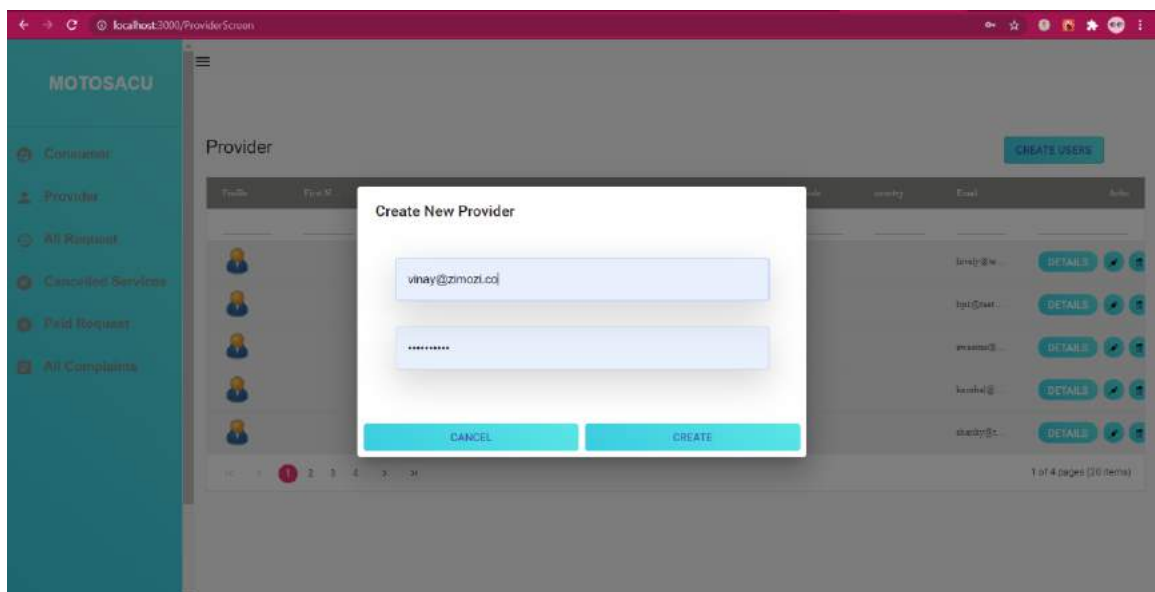 localhost:3000/ProviderScreen
MOTOSACU
Provider
CREATE USERS
Consumer
Provider
All Request
Cancelled Services
Paid Request
All Complaints
Profile First N... country Email
Create New Provider
vinay@zimozi.co
••••••••••
CANCEL CREATE
DETAILS
DETAILS
DETAILS
DETAILS
DETAILS
1 2 3 4
1 of 4 pages (20 items)